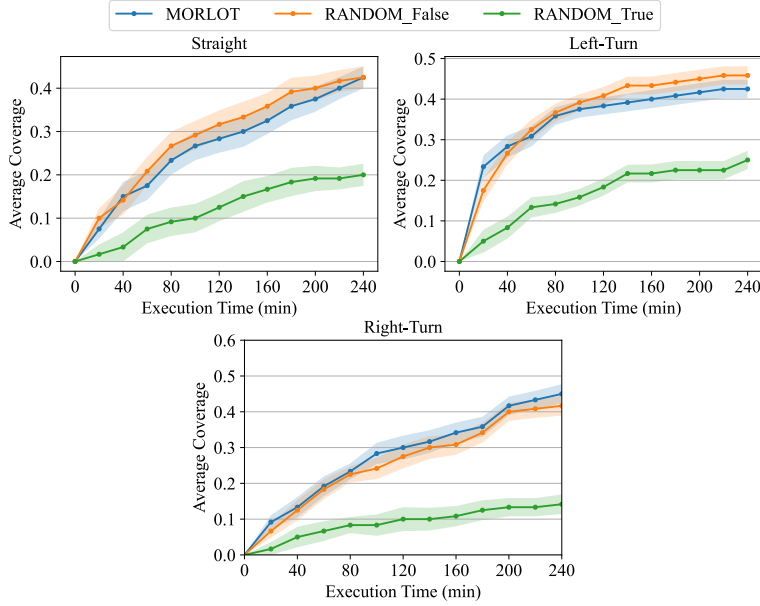 MORLOT RANDOM_False RANDOM_True
Straight
Average Coverage
0.4
0.3
0.2
0.1
0.0
0 40 80 120 160 200 240
Execution Time (min)
Left-Turn
Average Coverage
0.5
0.4
0.3
0.2
0.1
0.0
0 40 80 120 160 200 240
Execution Time (min)
Right-Turn
Average Coverage
0.6
0.5
0.4
0.3
0.2
0.1
0.0
0 40 80 120 160 200 240
Execution Time (min)